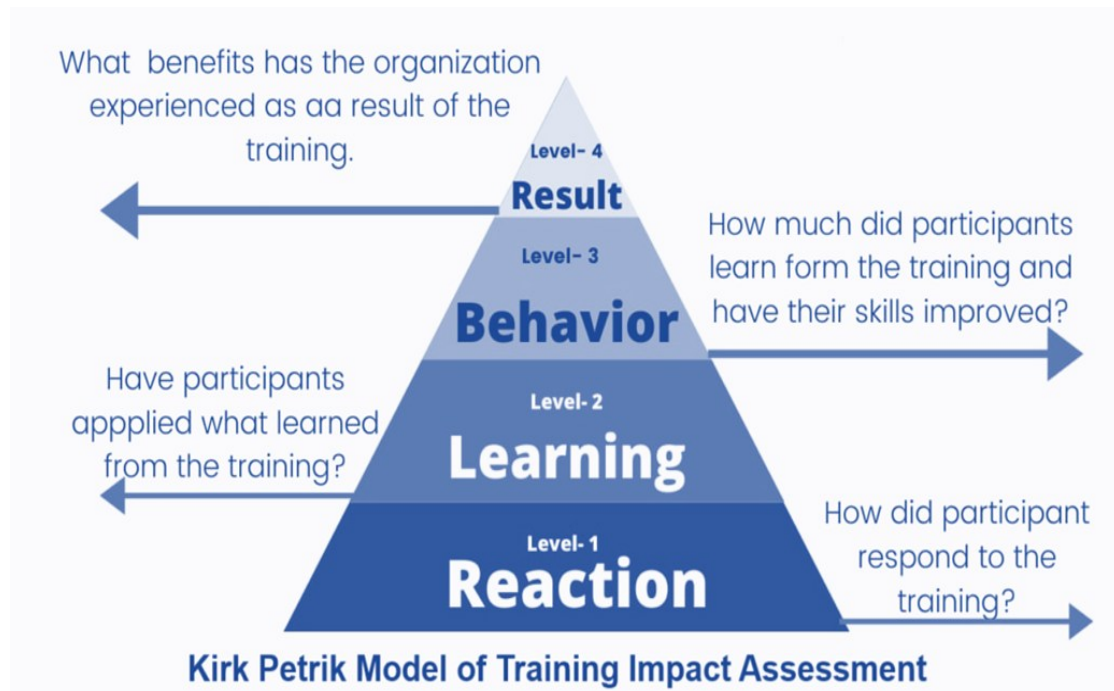 What benefits has the organization
experienced as aa result of the
training.
Level- 4
Result
How much did participants
learn form the training and
have their skills improved?
Level- 3
Behavior
Have participants
appplied what learned
from the training?
Level- 2
Learning
How did participant
respond to the
training?
Level- 1
Reaction
Kirk Petrik Model of Training Impact Assessment